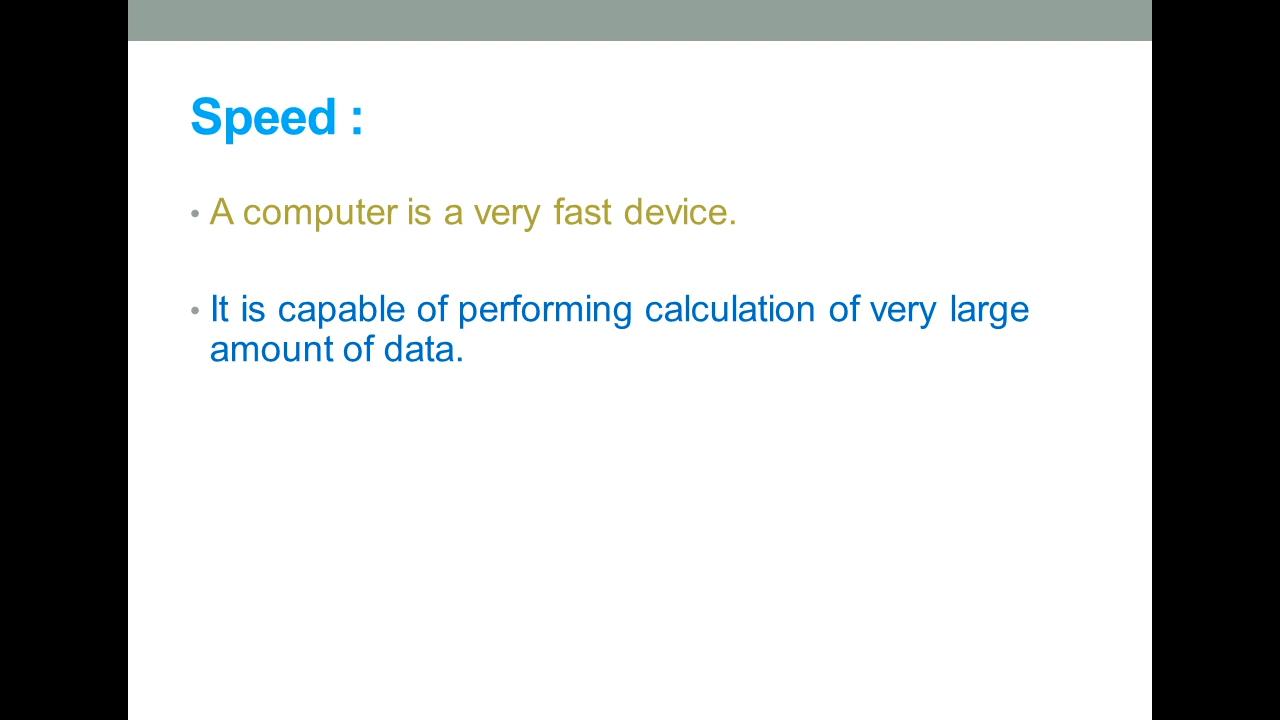 Speed :
• A computer is a very fast device.
• It is capable of performing calculation of very large
amount of data.